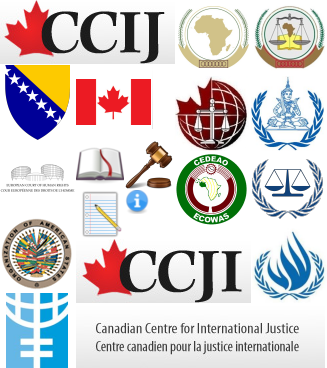 CCIJ
EUROPEAN COURT OF HUMAN RIGHTS
COUR EUROPÉENNE DES DROITS DE L'HOMME
CEDEAO
ECOWAS
ORGANIZATION OF AMERICAN
CCJI
Canadian Centre for International Justice
Centre canadien pour la justice internationale